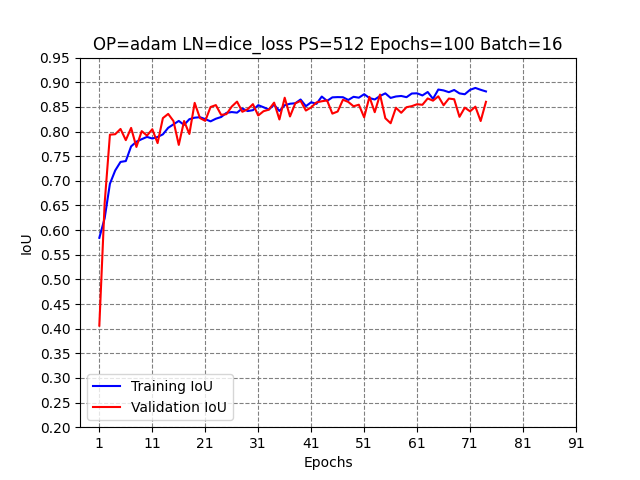 OP=adam LN=dice_loss PS=512 Epochs=100 Batch=16
0.95
0.90
0.85
0.80
0.75
0.70
0.65
0.60
0.55
0.50
0.45
0.40
0.35
0.30
0.25
0.20
IoU
Training IoU
Validation IoU
1 11 21 31 41 51 61 71 81 91
Epochs